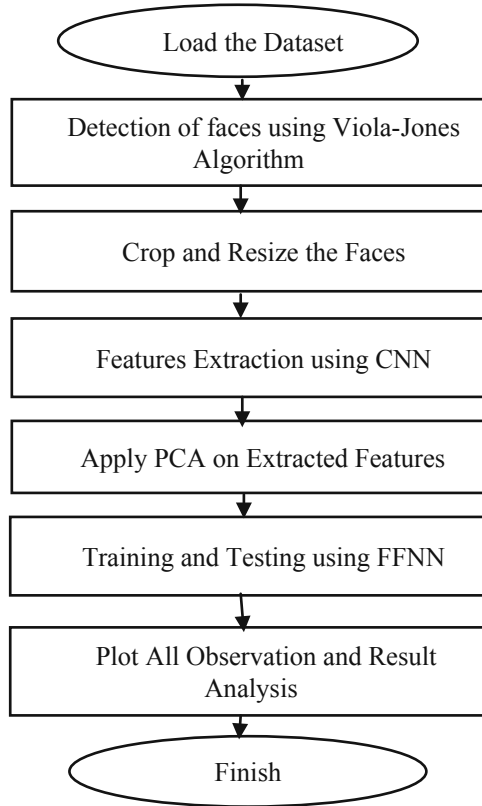 Load the Dataset
Detection of faces using Viola-Jones
Algorithm
Crop and Resize the Faces
Features Extraction using CNN
Apply PCA on Extracted Features
Training and Testing using FFNN
Plot All Observation and Result
Analysis
Finish